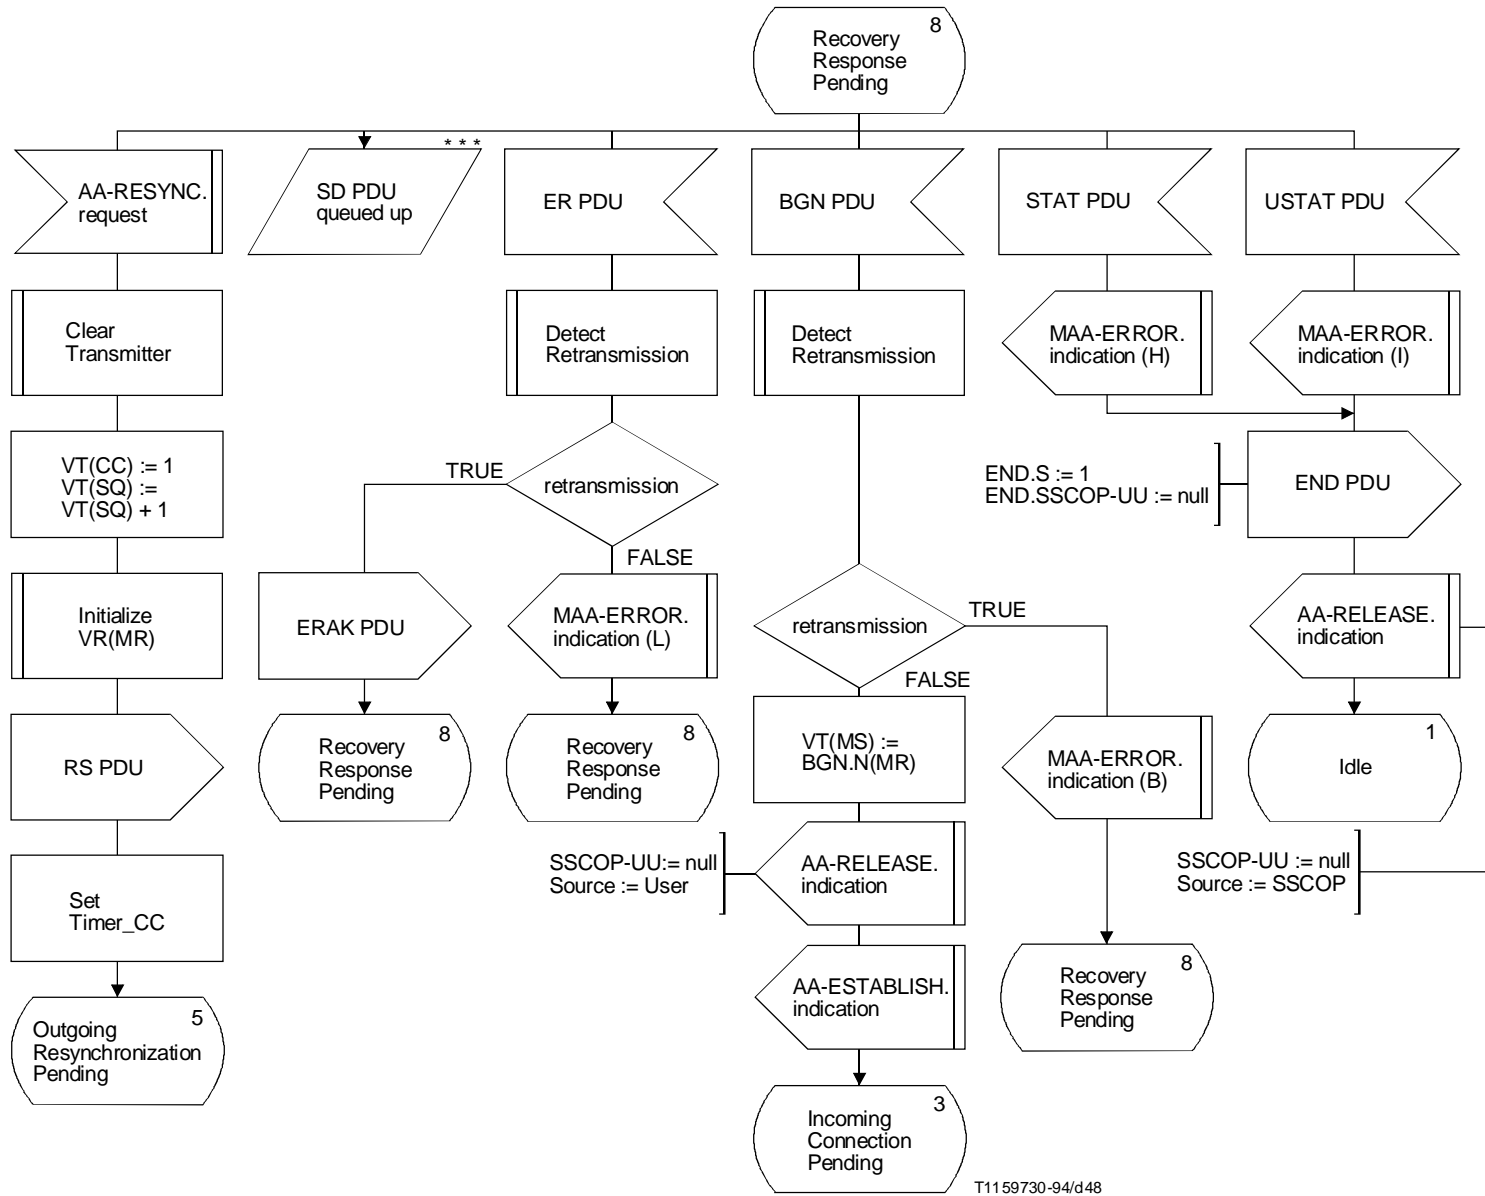 8
Recovery
Response
Pending
AA-RESYNC.
request
* * *
SD PDU
queued up
ER PDU
BGN PDU
STAT PDU
USTAT PDU
Clear
Transmitter
Detect
Retransmission
Detect
Retransmission
MAA-ERROR.
indication (H)
MAA-ERROR.
indication (I)
VT(CC) := 1
VT(SQ) :=
VT(SQ) + 1
TRUE
retransmission
FALSE
END.S := 1
END.SSCOP-UU := null
END PDU
Initialize
VR(MR)
ERAK PDU
MAA-ERROR.
indication (L)
retransmission
TRUE
FALSE
AA-RELEASE.
indication
RS PDU
8
Recovery
Response
Pending
8
Recovery
Response
Pending
VT(MS) :=
BGN.N(MR)
MAA-ERROR.
indication (B)
1
Idle
Set
Timer_CC
SSCOP-UU:= null
Source := User
AA-RELEASE.
indication
SSCOP-UU := null
Source := SSCOP
5
Outgoing
Resynchronization
Pending
AA-ESTABLISH.
indication
8
Recovery
Response
Pending
3
Incoming
Connection
Pending
T1159730-94/d48